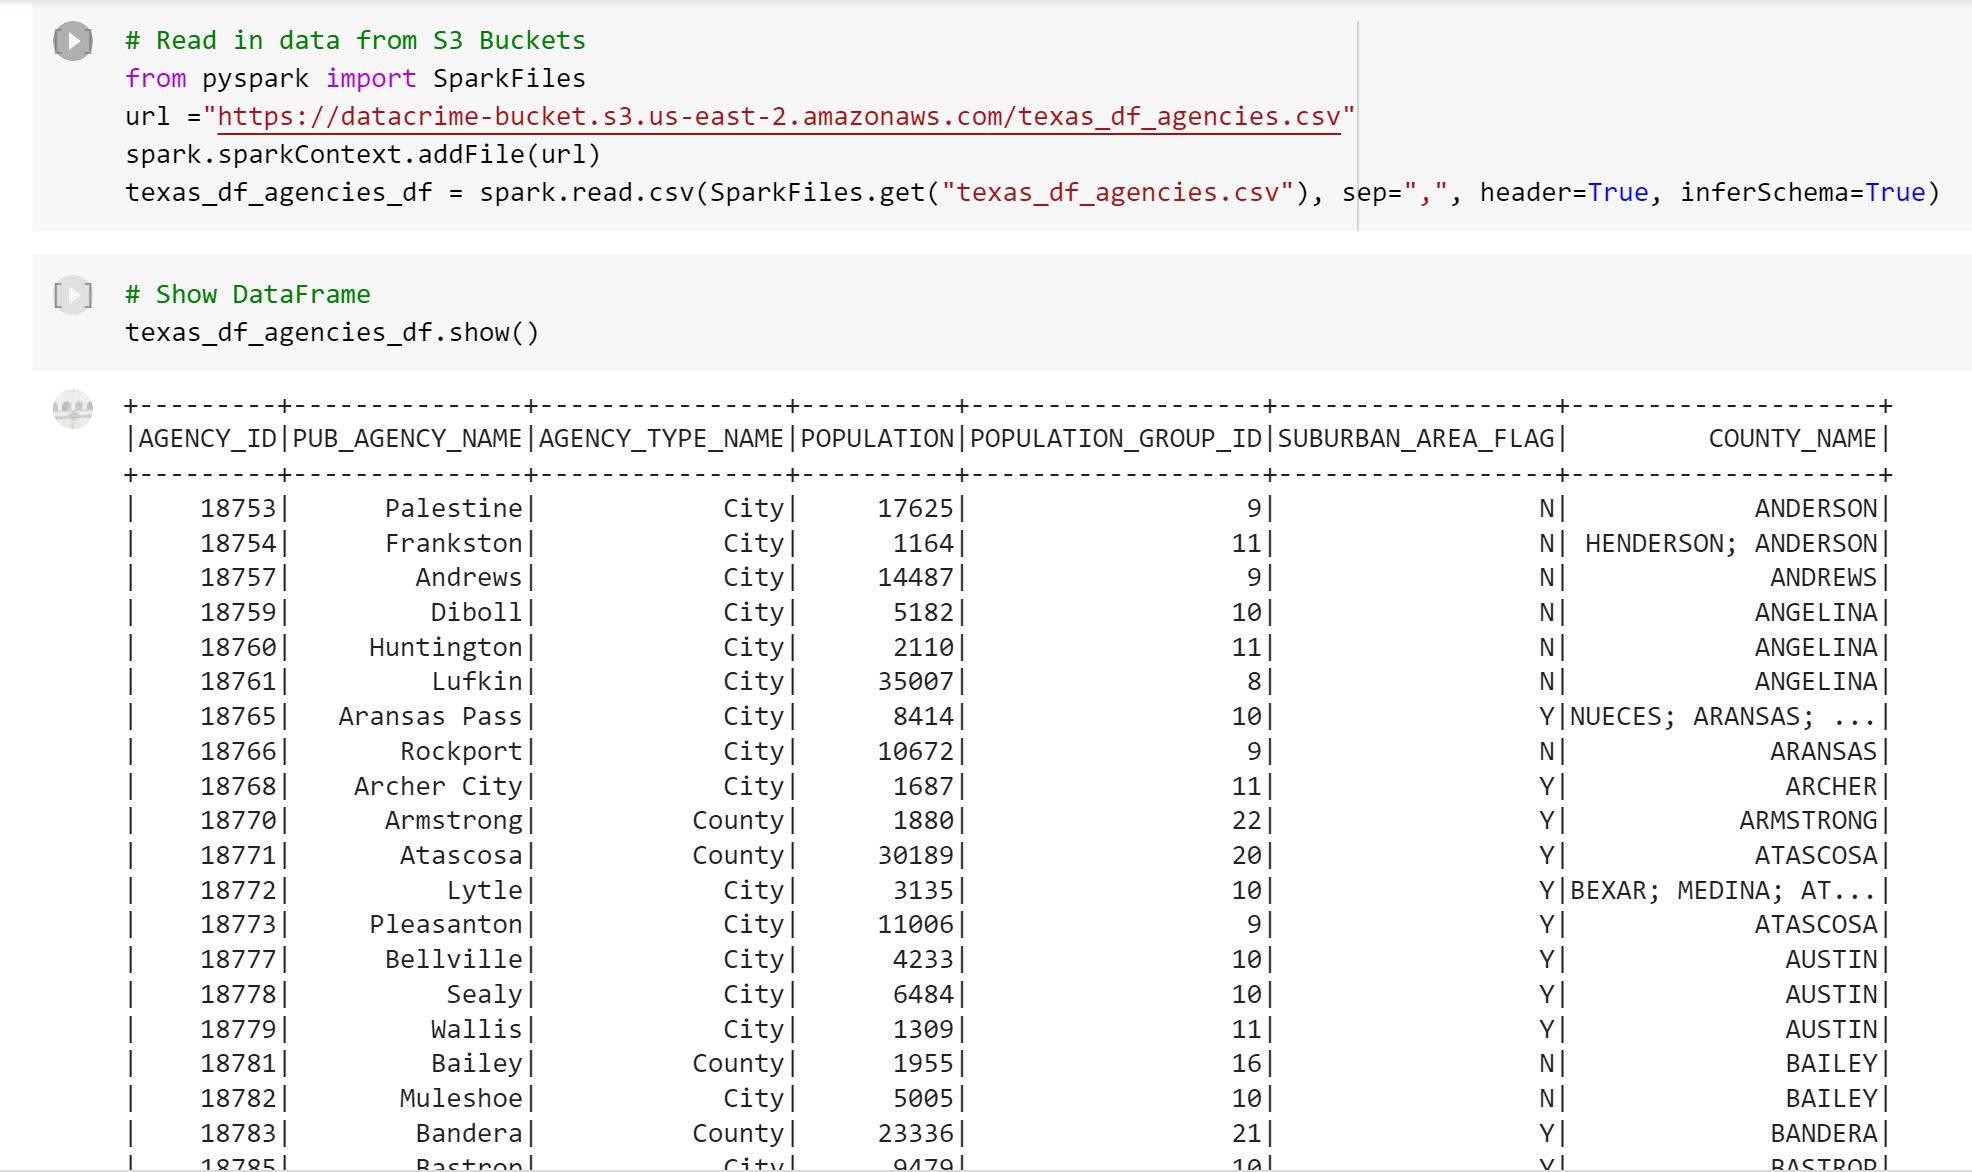 # Read in data from S3 Buckets
from pyspark import SparkFiles
url ="https://datacrime-bucket.s3.us-east-2.amazonaws.com/texas_df_agencies.csv"
spark.sparkContext.addFile(url)
texas_df_agencies_df = spark.read.csv(SparkFiles.get("texas_df_agencies.csv"), sep=",", header=True, inferSchema=True)
[ ] # Show DataFrame
texas_df_agencies_df.show()
+---------+---------------+----------------+----------+-------------------+------------------+--------------------+
|AGENCY_ID|PUB_AGENCY_NAME|AGENCY_TYPE_NAME|POPULATION|POPULATION_GROUP_ID|SUBURBAN_AREA_FLAG|         COUNTY_NAME|
+---------+---------------+----------------+----------+-------------------+------------------+--------------------+
|    18753|      Palestine|            City|     17625|                  9|                 N|            ANDERSON|
|    18754|      Frankston|            City|      1164|                 11|                 N| HENDERSON; ANDERSON|
|    18757|        Andrews|            City|     14487|                  9|                 N|             ANDREWS|
|    18759|         Diboll|            City|      5182|                 10|                 N|            ANGELINA|
|    18760|     Huntington|            City|      2110|                 11|                 N|            ANGELINA|
|    18761|         Lufkin|            City|     35007|                  8|                 N|            ANGELINA|
|    18765|   Aransas Pass|            City|      8414|                 10|                 Y|NUECES; ARANSAS; ...|
|    18766|       Rockport|            City|     10672|                  9|                 N|             ARANSAS|
|    18768|    Archer City|            City|      1687|                 11|                 Y|              ARCHER|
|    18770|      Armstrong|          County|      1880|                 22|                 Y|           ARMSTRONG|
|    18771|       Atascosa|          County|     30189|                 20|                 Y|            ATASCOSA|
|    18772|          Lytle|            City|      3135|                 10|                 Y|BEXAR; MEDINA; AT...|
|    18773|     Pleasanton|            City|     11006|                  9|                 Y|            ATASCOSA|
|    18777|      Bellville|            City|      4233|                 10|                 Y|              AUSTIN|
|    18778|          Sealy|            City|      6484|                 10|                 Y|              AUSTIN|
|    18779|         Wallis|            City|      1309|                 11|                 Y|              AUSTIN|
|    18781|         Bailey|          County|      1955|                 16|                 N|              BAILEY|
|    18782|       Muleshoe|            City|      5005|                 10|                 N|              BAILEY|
|    18783|        Bandera|          County|     23336|                 21|                 Y|             BANDERA|
|    18785|        Bastrop|            City|      9479|                 10|                 Y|             BASTROP|